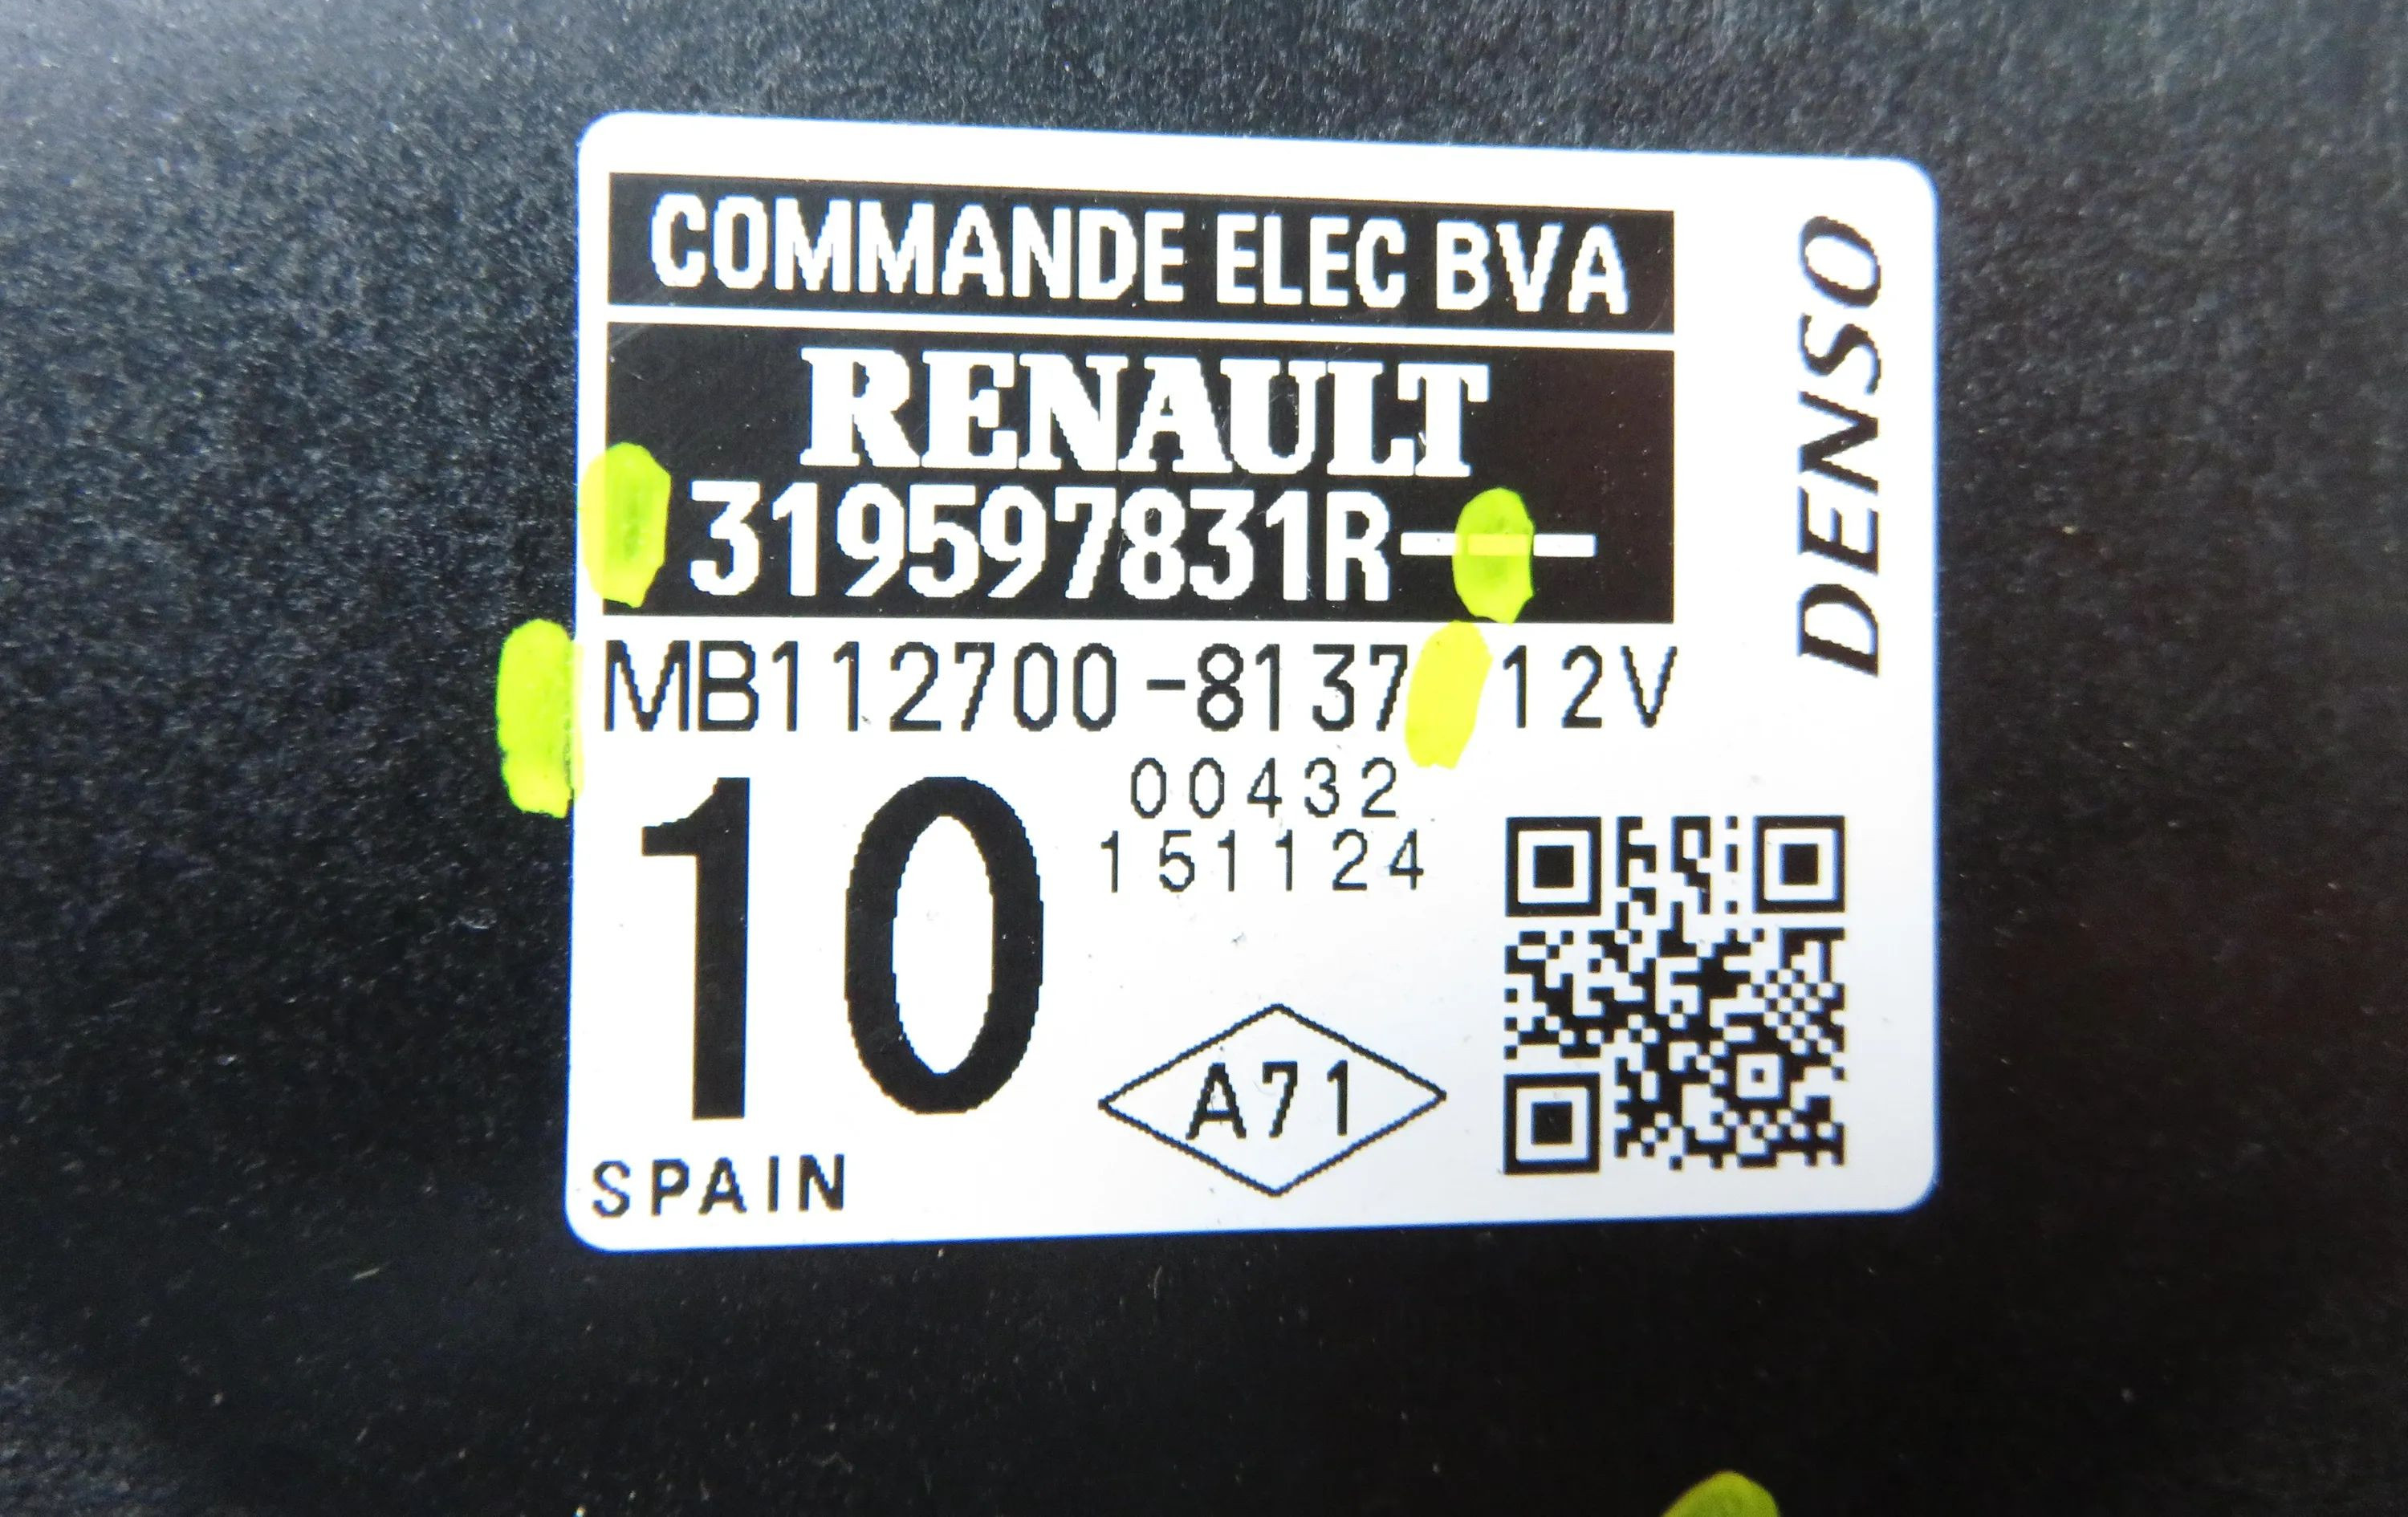 COMMANDE ELEC BVA
RENAULT
319597831R---
MB112700-8137 12V
00432
151124
10
A71
SPAIN
DENSO